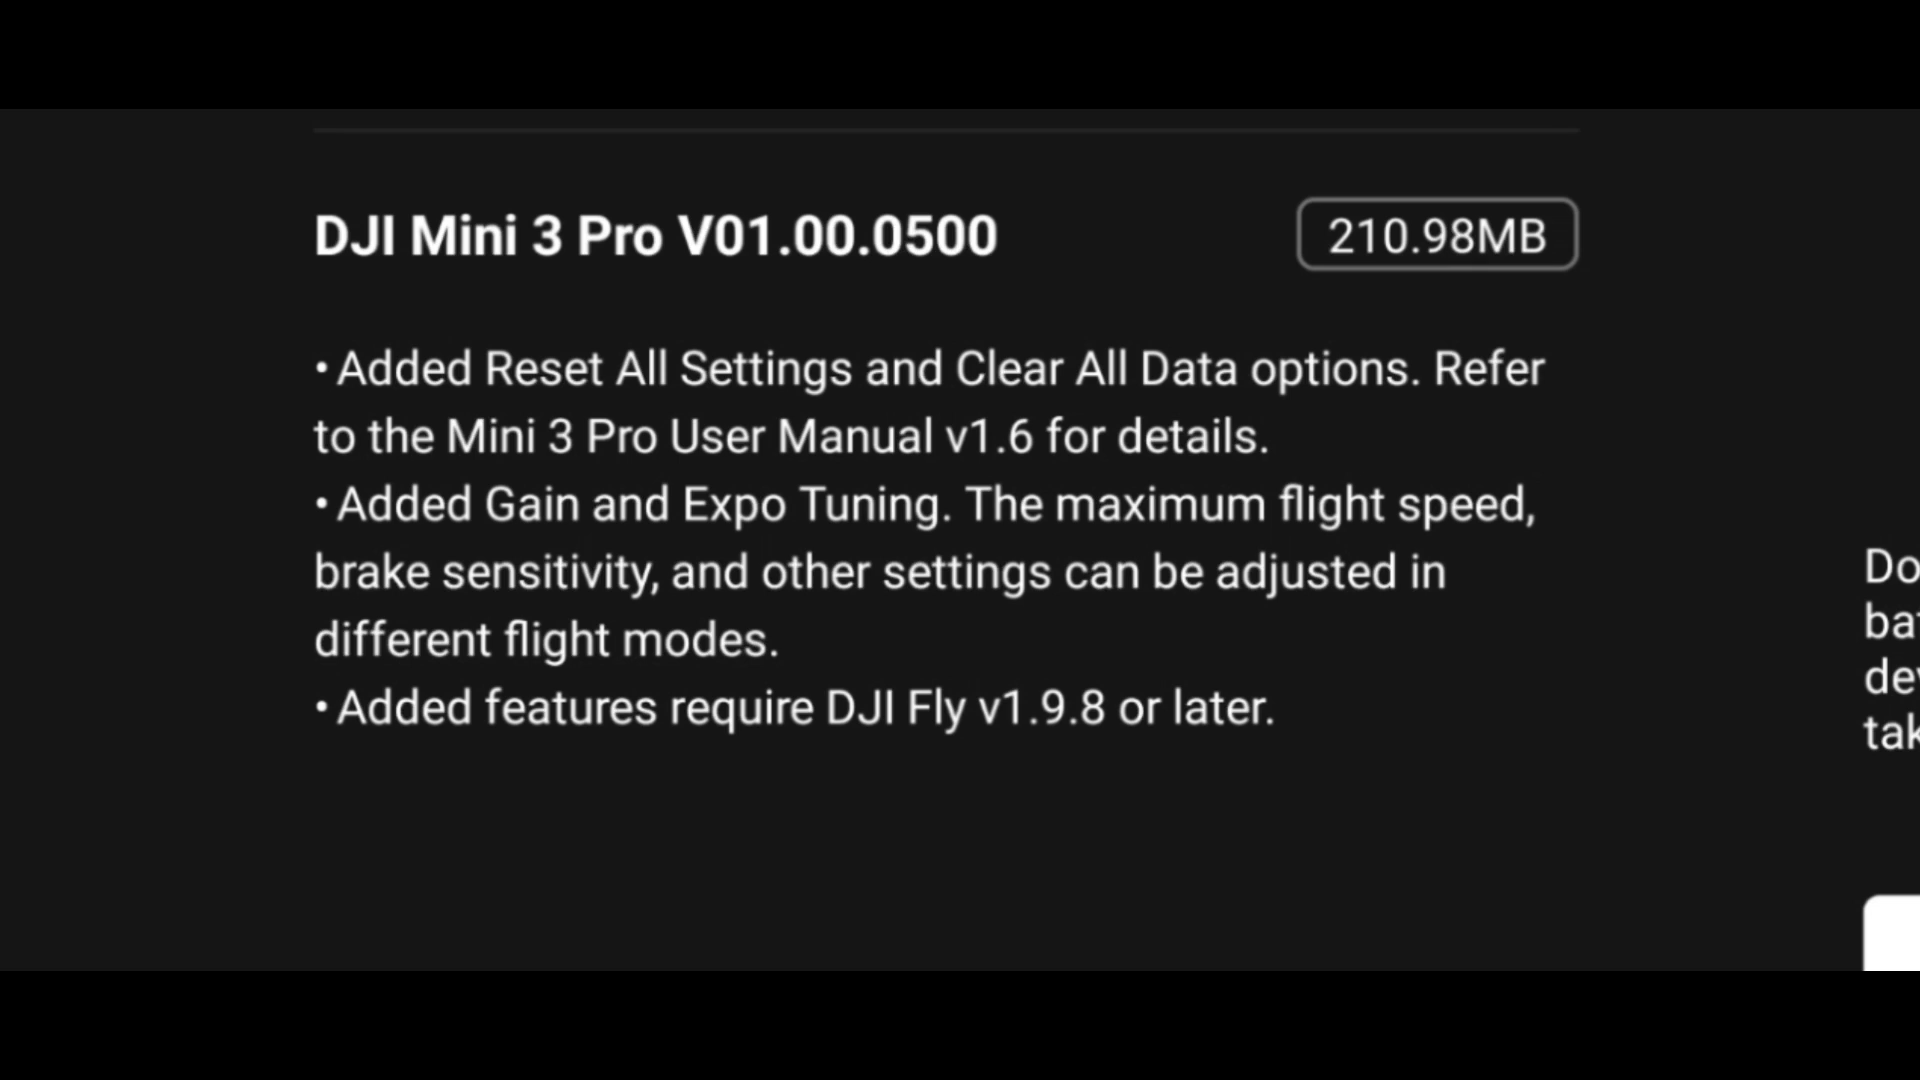 DJI Mini 3 Pro V01.00.0500
210.98MB
• Added Reset All Settings and Clear All Data options. Refer
to the Mini 3 Pro User Manual v1.6 for details.
• Added Gain and Expo Tuning. The maximum flight speed,
brake sensitivity, and other settings can be adjusted in
different flight modes.
• Added features require DJI Fly v1.9.8 or later.